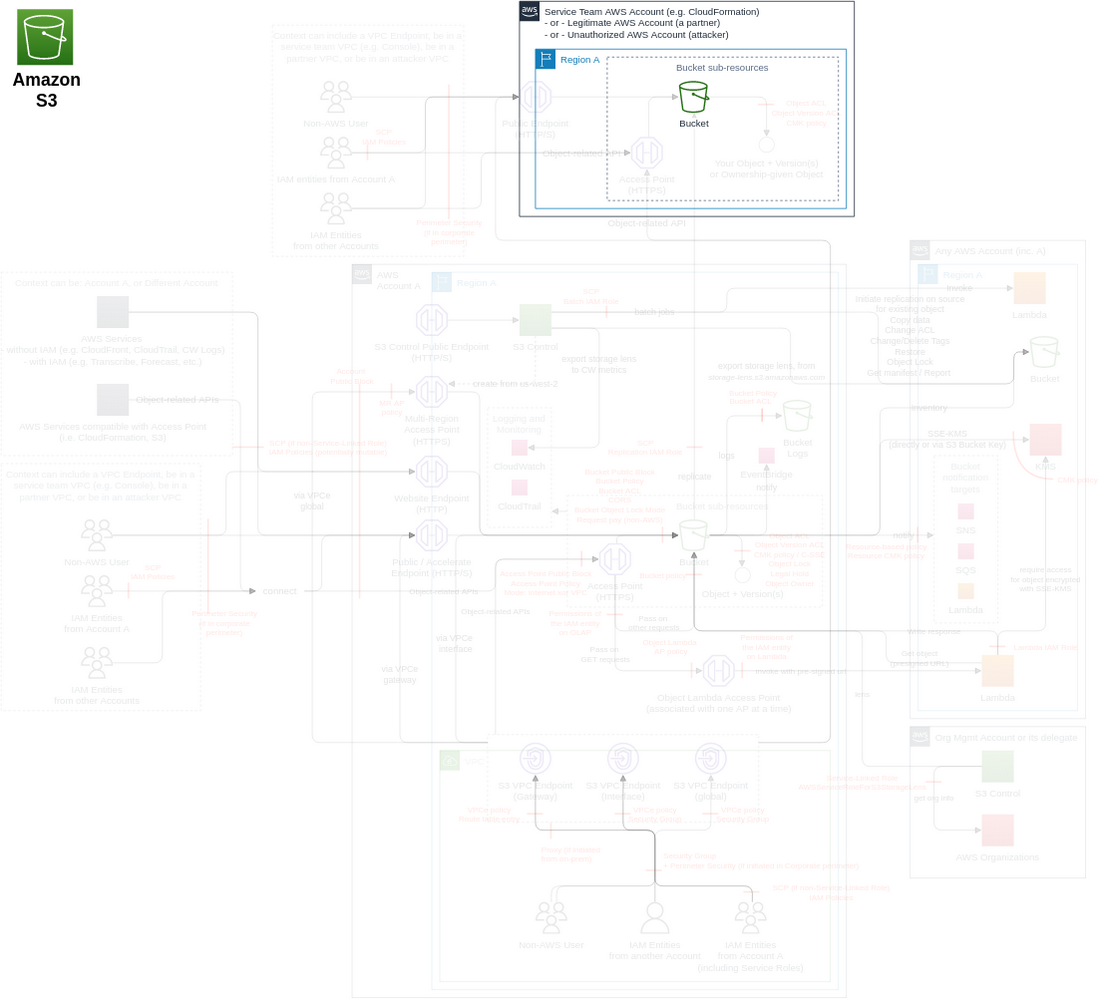 Amazon
S3
Service Team AWS Account (e.g. CloudFormation)
- or - Legitimate AWS Account (a partner)
- or - Unauthorized AWS Account (attacker)
Region A
Bucket sub-resources
Bucket
Context can include a VPC Endpoint, be in a
service team VPC (e.g. Console), be in a
partner VPC, or be in an attacker VPC
Non-AWS User
SCP
IAM Policies
IAM entities from Account A
IAM Entities
from other Accounts
Perimeter Security
(if in corporate
perimeter)
Public Endpoint
(HTTPS)
Object-related API
Access Point
(HTTPS)
Object ACL
Object Version ACL
CMK policy
Your Object + Version(s)
or Ownership-given Object
Object-related API
Context can be: Account A, or Different Account
AWS Services
- without IAM (e.g. CloudFront, CloudTrail, CW Logs)
- with IAM (e.g. Transcribe, Forecast, etc.)
Object-related APIs
AWS Services compatible with Access Point
(i.e. CloudFormation, S3)
Context can include a VPC Endpoint, be in a
service team VPC (e.g. Console), be in a
partner VPC, or be in an attacker VPC
Non-AWS User
SCP
IAM Policies
IAM Entities
from Account A
Perimeter Security
(if in corporate
perimeter)
IAM Entities
from other Accounts
connect
SCP (if non-Service-Linked Role)
via VPCe
global
AWS
Account A
Region A
S3 Control Public Endpoint
(HTTPS)
S3 Control
SCP
Batch IAM Role
batch jobs
export storage lens
to CW metrics
create from us-west-2
Account
Public Block
MR AP
policy
Multi-Region
Access Point
(HTTPS)
Logging and
Monitoring
CloudWatch
CloudTrail
Website Endpoint
(HTTP)
Public / Accelerate
Endpoint (HTTPS)
Object-related APIs
Object-related APIs
via VPCe
interface
via VPCe
gateway
export storage lens, from
storage-lens.s3.amazonaws.com
Bucket Policy
Bucket ACL
Bucket
Logs
logs
Eventbridge
notify
SCP
Replication IAM Role
replicate
Bucket Public Block
Bucket Policy
Bucket ACL
CORS
Bucket Object Lock Mode
Requests pay (non-AWS)
Bucket sub-resources
Bucket
Object ACL
Object Version ACL
CMK policy / C-SSE
Object Lock
Legal Hold
Object Owner
Object + Version(s)
Access Point
(HTTPS)
Access Point Public Block
Access Point Policy
Bucket policy
Permissions of
the IAM entity
on OLAP
Pass on
other requests
Pass on
GET requests
Object Lambda
AP policy
Permissions of
the IAM entity
on Lambda
Invoke with pre-signed url
Object Lambda Access Point
(associated with one AP at a time)
Any AWS Account (inc. A)
Region A
Invoke
Lambda
Initiate replication on source
for existing object
Copy data
Change ACL
Change/Delete Tags
Restore
Object Lock
Get manifest / Report
Bucket
Inventory
SSE-KMS
(directly or via S3 Bucket Key)
KMS
CMK policy
Bucket
notification
targets
SNS
SQS
Lambda
notify
Resource-based policy
Resource CMK policy
require access
for object encrypted
with SSE-KMS
Write response
Get object
(presigned URL)
Lambda IAM Role
Lambda
lens
Org Mgmt Account or its delegate
S3 Control
Service Linked Role
get org info
AWS Organizations
VPC
S3 VPC Endpoint
(Gateway)
S3 VPC Endpoint
(Interface)
S3 VPC Endpoint
(global)
VPCe policy
VPCe policy
Security Group
VPCe policy
Security Group
Security Group
+ Perimeter Security (if initiated in Corporate perimeter)
SCP (if non-Service-Linked Role)
IAM Policies
Non-AWS User
IAM Entities
from another Account
IAM Entities
from Account A
(including Service Roles)